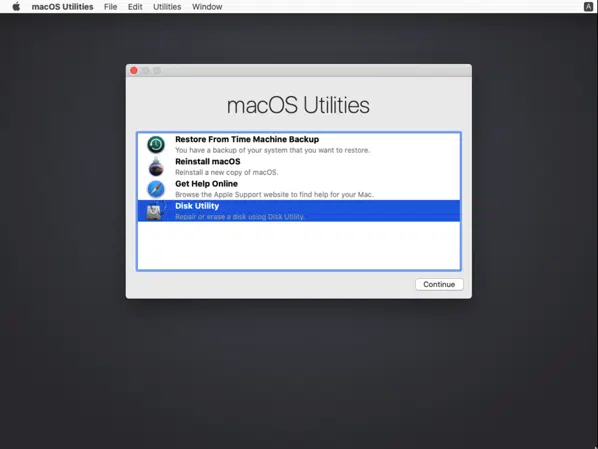 macOS Utilities File Edit Utilities Window A
macOS Utilities
Restore From Time Machine Backup
You have a backup of your system that you want to restore.
Reinstall macOS
Reinstall a new copy of macOS.
Get Help Online
Browse the Apple Support website to find help for your Mac.
Disk Utility
Repair or erase a disk using Disk Utility.
Continue